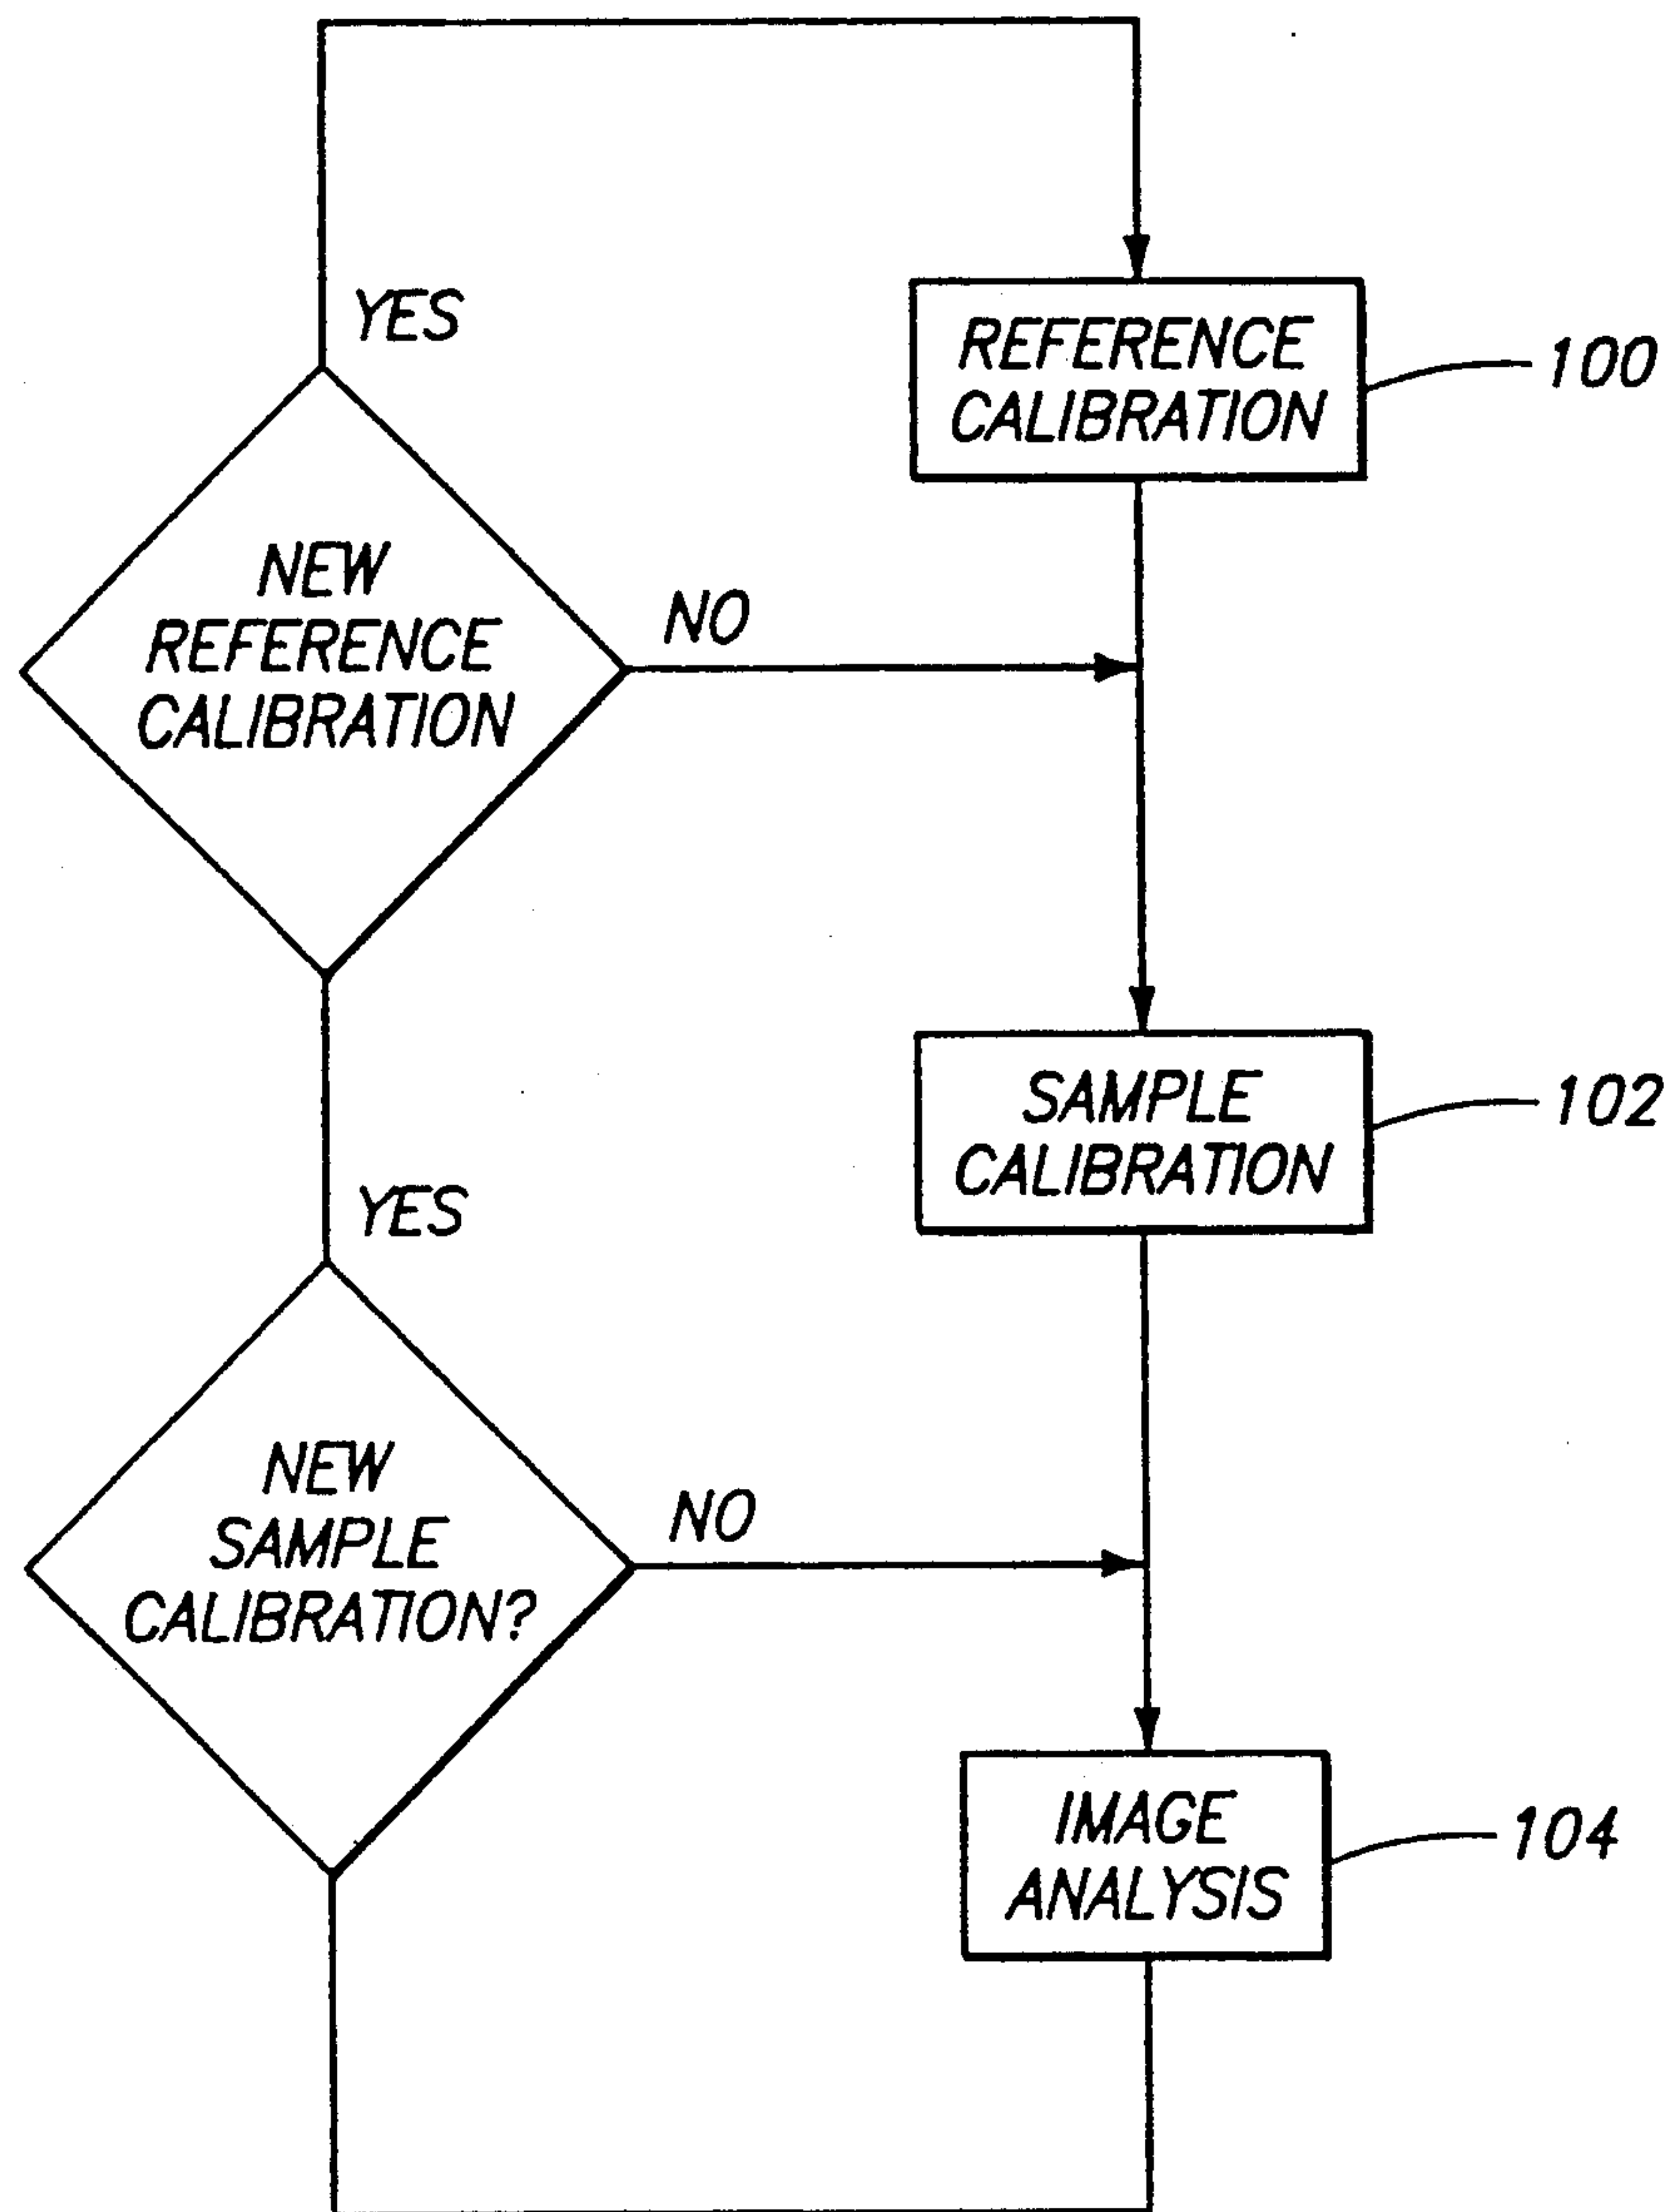 YES
REFERENCE
CALIBRATION
100
NEW
REFERENCE
CALIBRATION
NO
SAMPLE
CALIBRATION
102
YES
NEW
SAMPLE
CALIBRATION?
NO
IMAGE
ANALYSIS
104